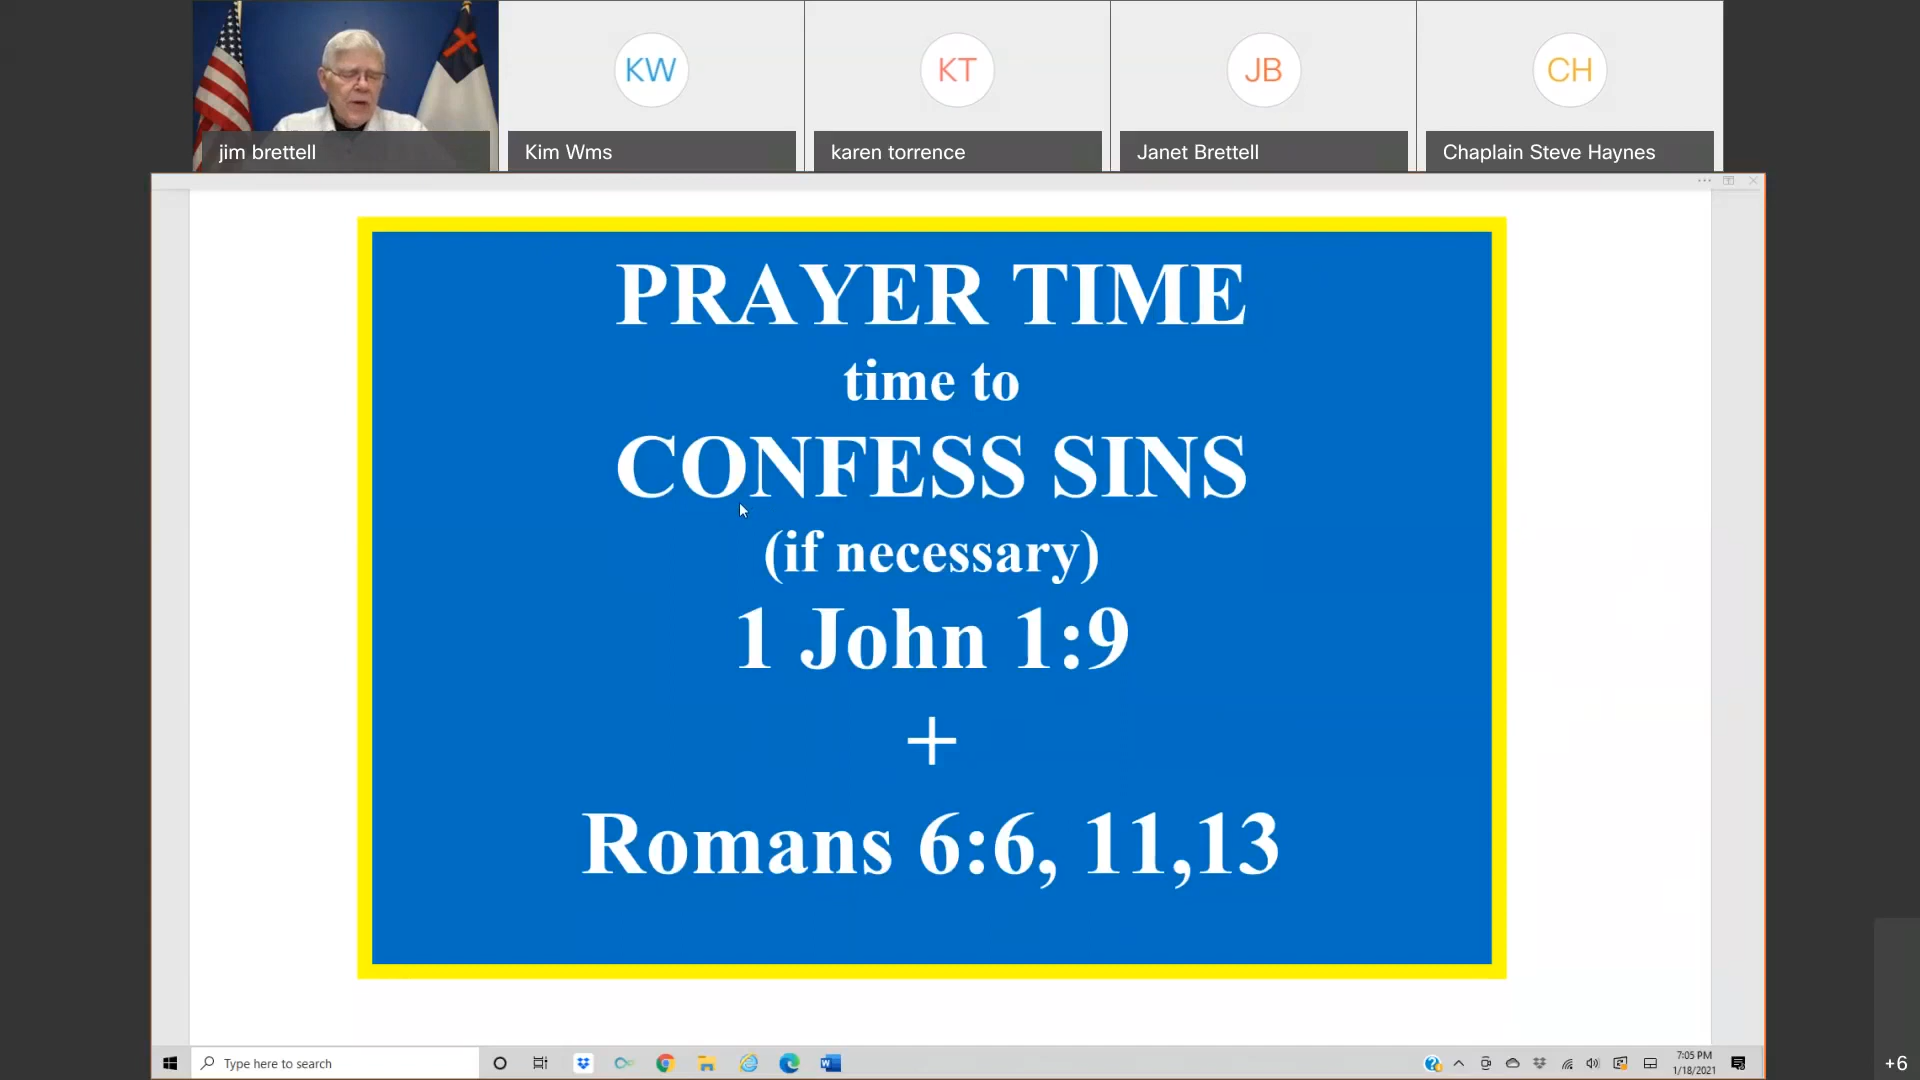 KW
KT
JB
CH
jim brettell
Kim Wms
karen torrence
Janet Brettell
Chaplain Steve Haynes
PRAYER TIME
time to
CONFESS SINS
(if necessary)
1 John 1:9
+
Romans 6:6, 11,13
Type here to search
7:05 PM
1/18/2021
+6